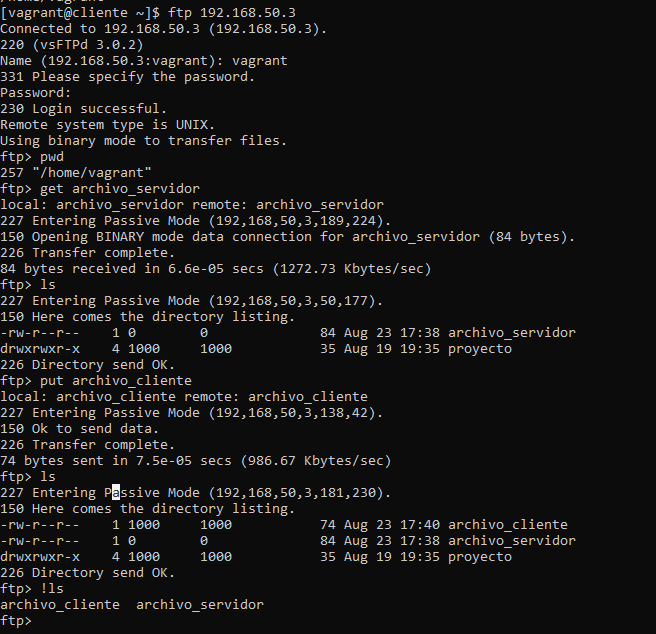 [vagrant@cliente ~]$ ftp 192.168.50.3
Connected to 192.168.50.3 (192.168.50.3).
220 (vsFTPd 3.0.2)
Name (192.168.50.3:vagrant): vagrant
331 Please specify the password.
Password:
230 Login successful.
Remote system type is UNIX.
Using binary mode to transfer files.
ftp> pwd
257 "/home/vagrant"
ftp> get archivo_servidor
local: archivo_servidor remote: archivo_servidor
227 Entering Passive Mode (192,168,50,3,189,224).
150 Opening BINARY mode data connection for archivo_servidor (84 bytes).
226 Transfer complete.
84 bytes received in 6.6e-05 secs (1272.73 Kbytes/sec)
ftp> ls
227 Entering Passive Mode (192,168,50,3,50,177).
150 Here comes the directory listing.
-rw-r--r--    1 0        0              84 Aug 23 17:38 archivo_servidor
drwxrwxr-x    4 1000     1000           35 Aug 19 19:35 proyecto
226 Directory send OK.
ftp> put archivo_cliente
local: archivo_cliente remote: archivo_cliente
227 Entering Passive Mode (192,168,50,3,138,42).
150 Ok to send data.
226 Transfer complete.
74 bytes sent in 7.5e-05 secs (986.67 Kbytes/sec)
ftp> ls
227 Entering Passive Mode (192,168,50,3,181,230).
150 Here comes the directory listing.
-rw-r--r--    1 1000     1000           74 Aug 23 17:40 archivo_cliente
-rw-r--r--    1 0        0              84 Aug 23 17:38 archivo_servidor
drwxrwxr-x    4 1000     1000           35 Aug 19 19:35 proyecto
226 Directory send OK.
ftp> !ls
archivo_cliente  archivo_servidor
ftp>